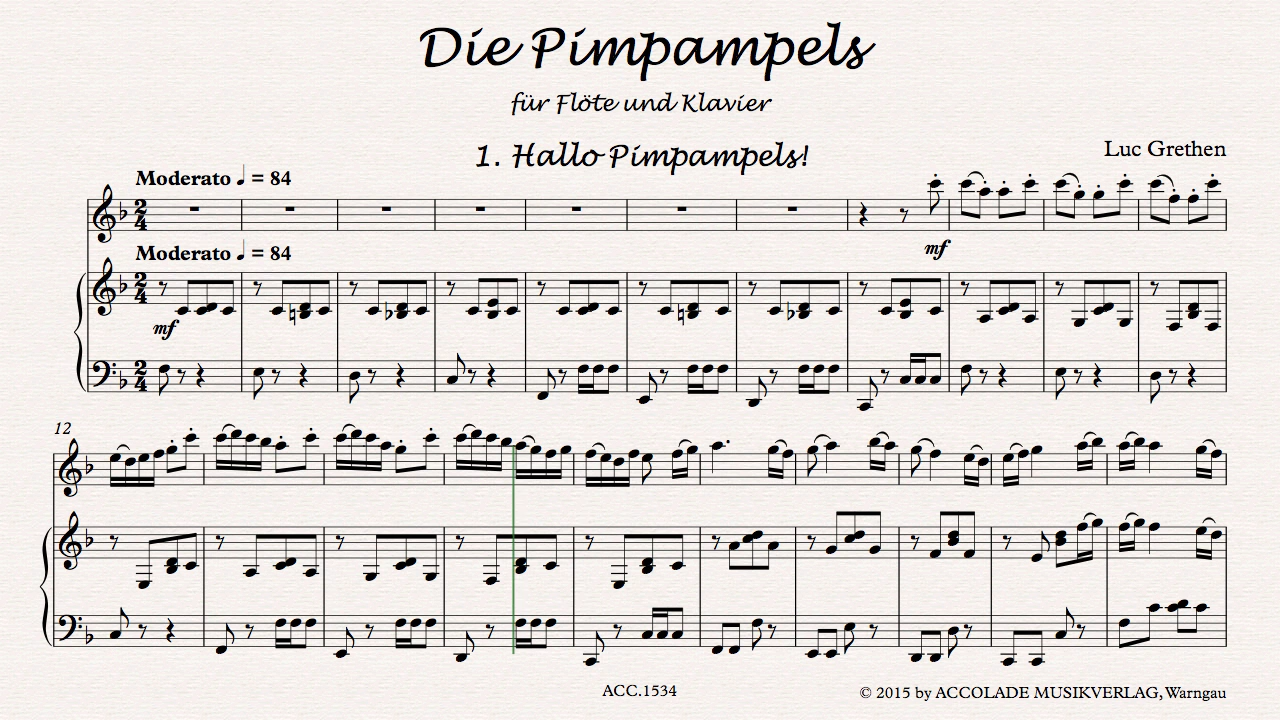 Die Pimpampels
für Flöte und Klavier
1. Hallo Pimpampels!
Luc Grethen
Moderato ♩ = 84
mf
Moderato ♩ = 84
mf
12
ACC.1534
© 2015 by ACCOLADE MUSIKVERLAG, Warngau